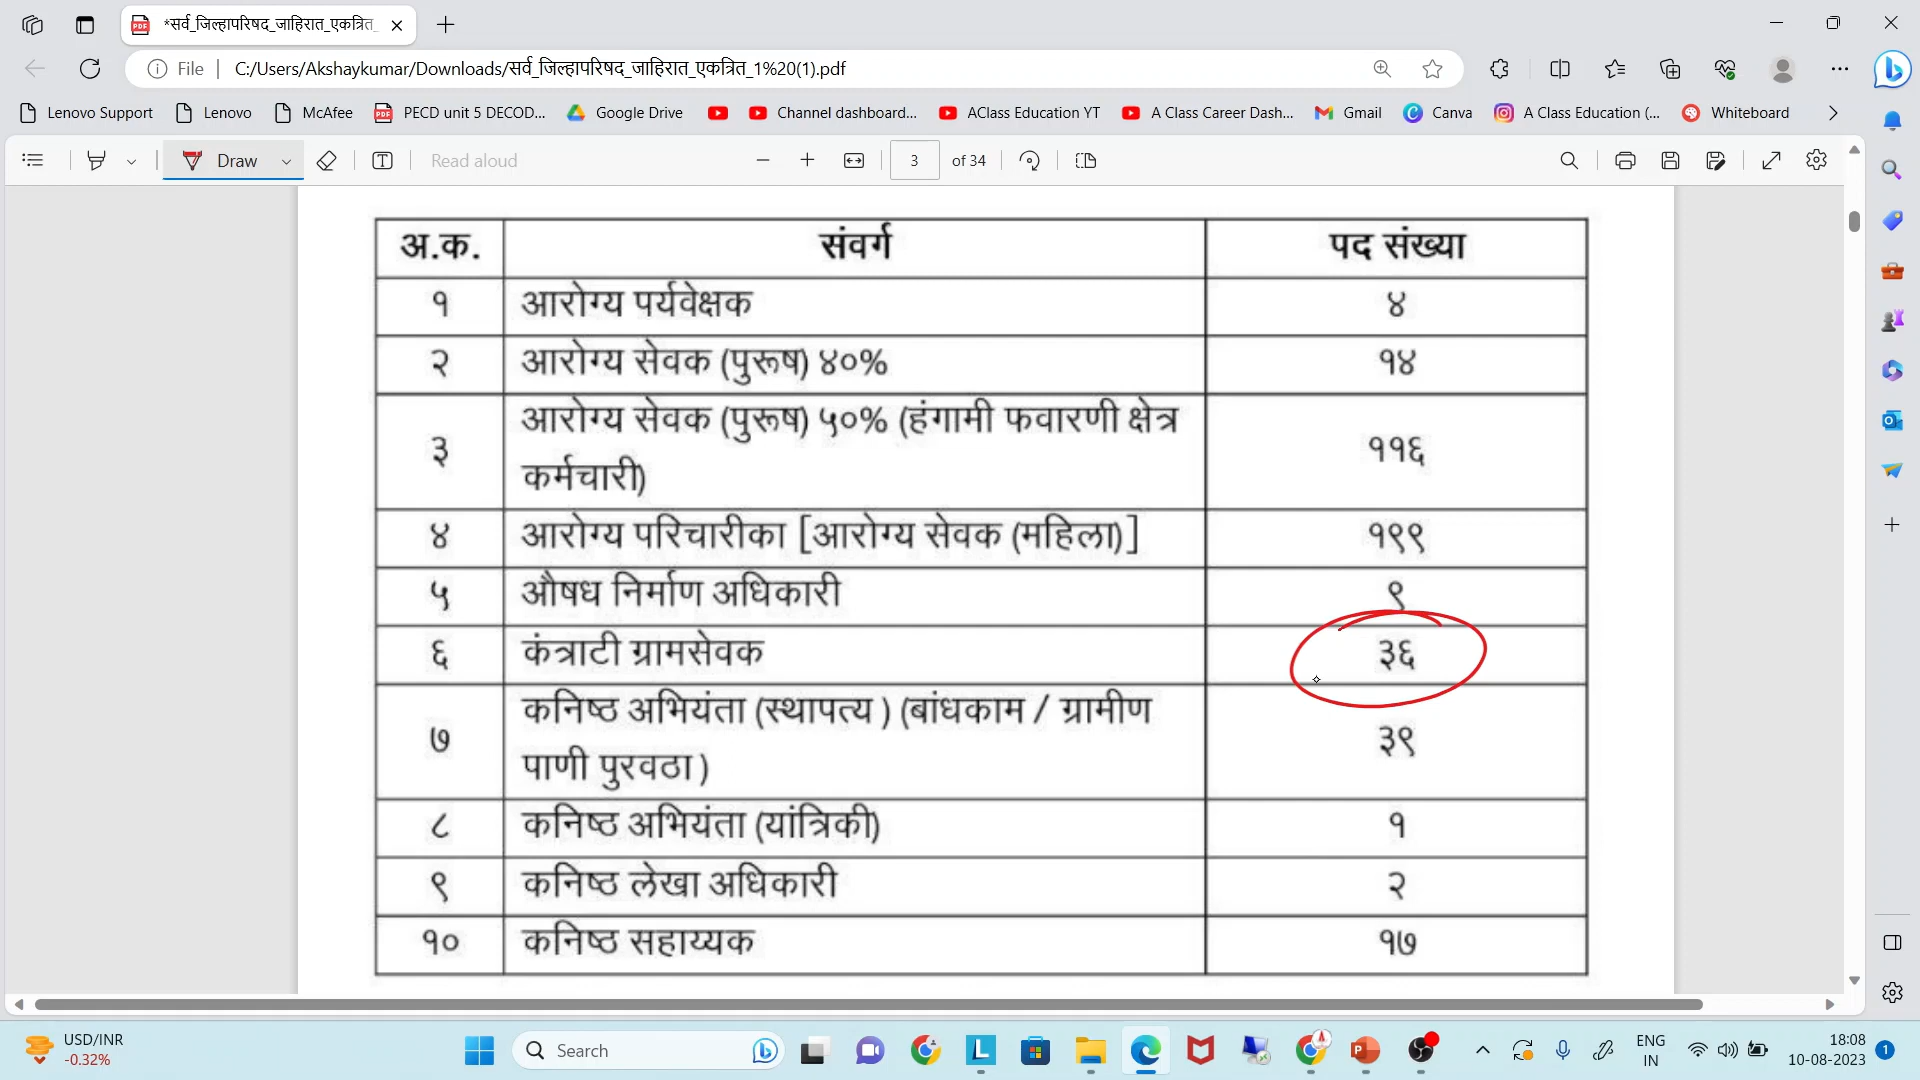 *सर्व_जिल्हापरिषद_जाहिरात_एकत्रित_
File C:/Users/Akshaykumar/Downloads/सर्व_जिल्हापरिषद_जाहिरात_एकत्रित_1%20(1).pdf
Lenovo Support Lenovo McAfee PECD unit 5 DECOD... Google Drive Channel dashboard... AClass Education YT A Class Career Dash... Gmail Canva A Class Education (... Whiteboard
Draw Read aloud 3 of 34
अ.क. संवर्ग पद संख्या
१ आरोग्य पर्यवेक्षक ४
२ आरोग्य सेवक (पुरूष) ४०% १४
३ आरोग्य सेवक (पुरूष) ५०% (हंगामी फवारणी क्षेत्र
कर्मचारी) ११६
४ आरोग्य परिचारीका [आरोग्य सेवक (महिला)] १९९
५ औषध निर्माण अधिकारी ९
६ कंत्राटी ग्रामसेवक ३६
७ कनिष्ठ अभियंता (स्थापत्य ) (बांधकाम / ग्रामीण
पाणी पुरवठा ) ३९
८ कनिष्ठ अभियंता (यांत्रिकी) १
९ कनिष्ठ लेखा अधिकारी २
१० कनिष्ठ सहाय्यक १७
USD/INR
-0.32%
Search
ENG
IN
18:08
10-08-2023
1